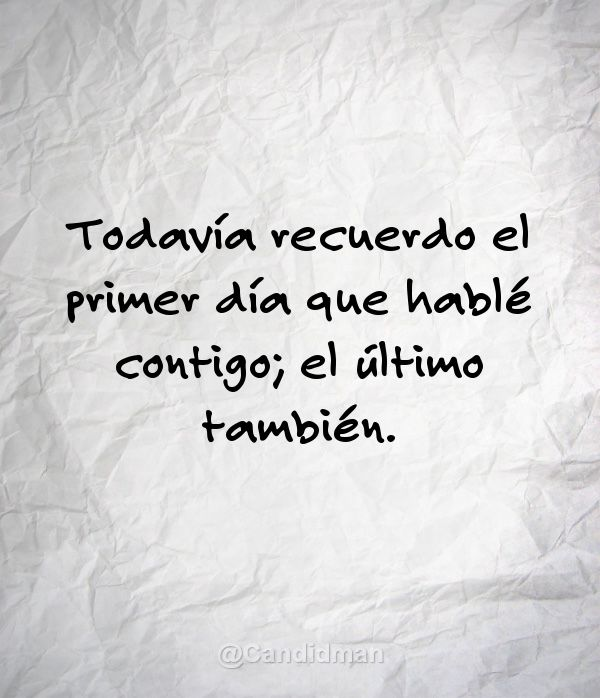 Todavía recuerdo el
primer día que hablé
contigo; el último
también.
@Candidman